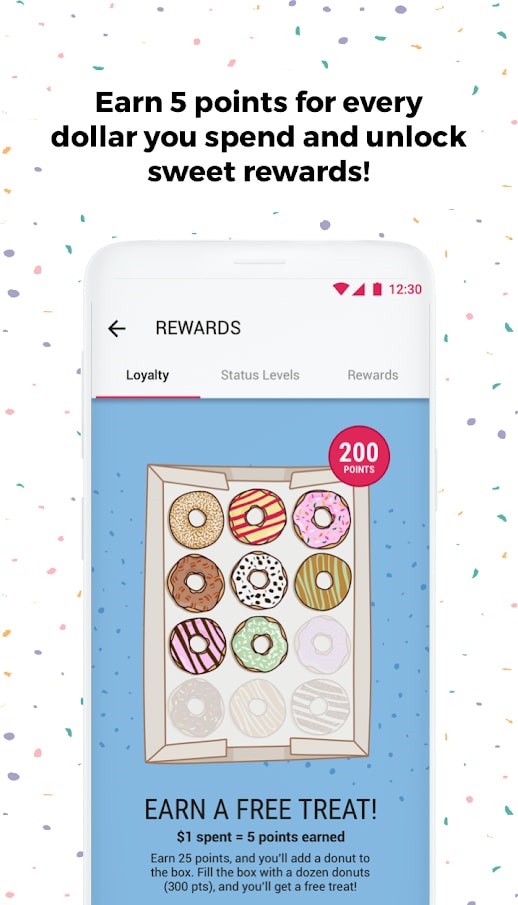 Earn 5 points for every
dollar you spend and unlock
sweet rewards!
12:30
REWARDS
Loyalty Status Levels Rewards
200
POINTS
EARN A FREE TREAT!
$1 spent = 5 points earned
Earn 25 points, and you'll add a donut to
the box. Fill the box with a dozen donuts
(300 pts), and you'll get a free treat!